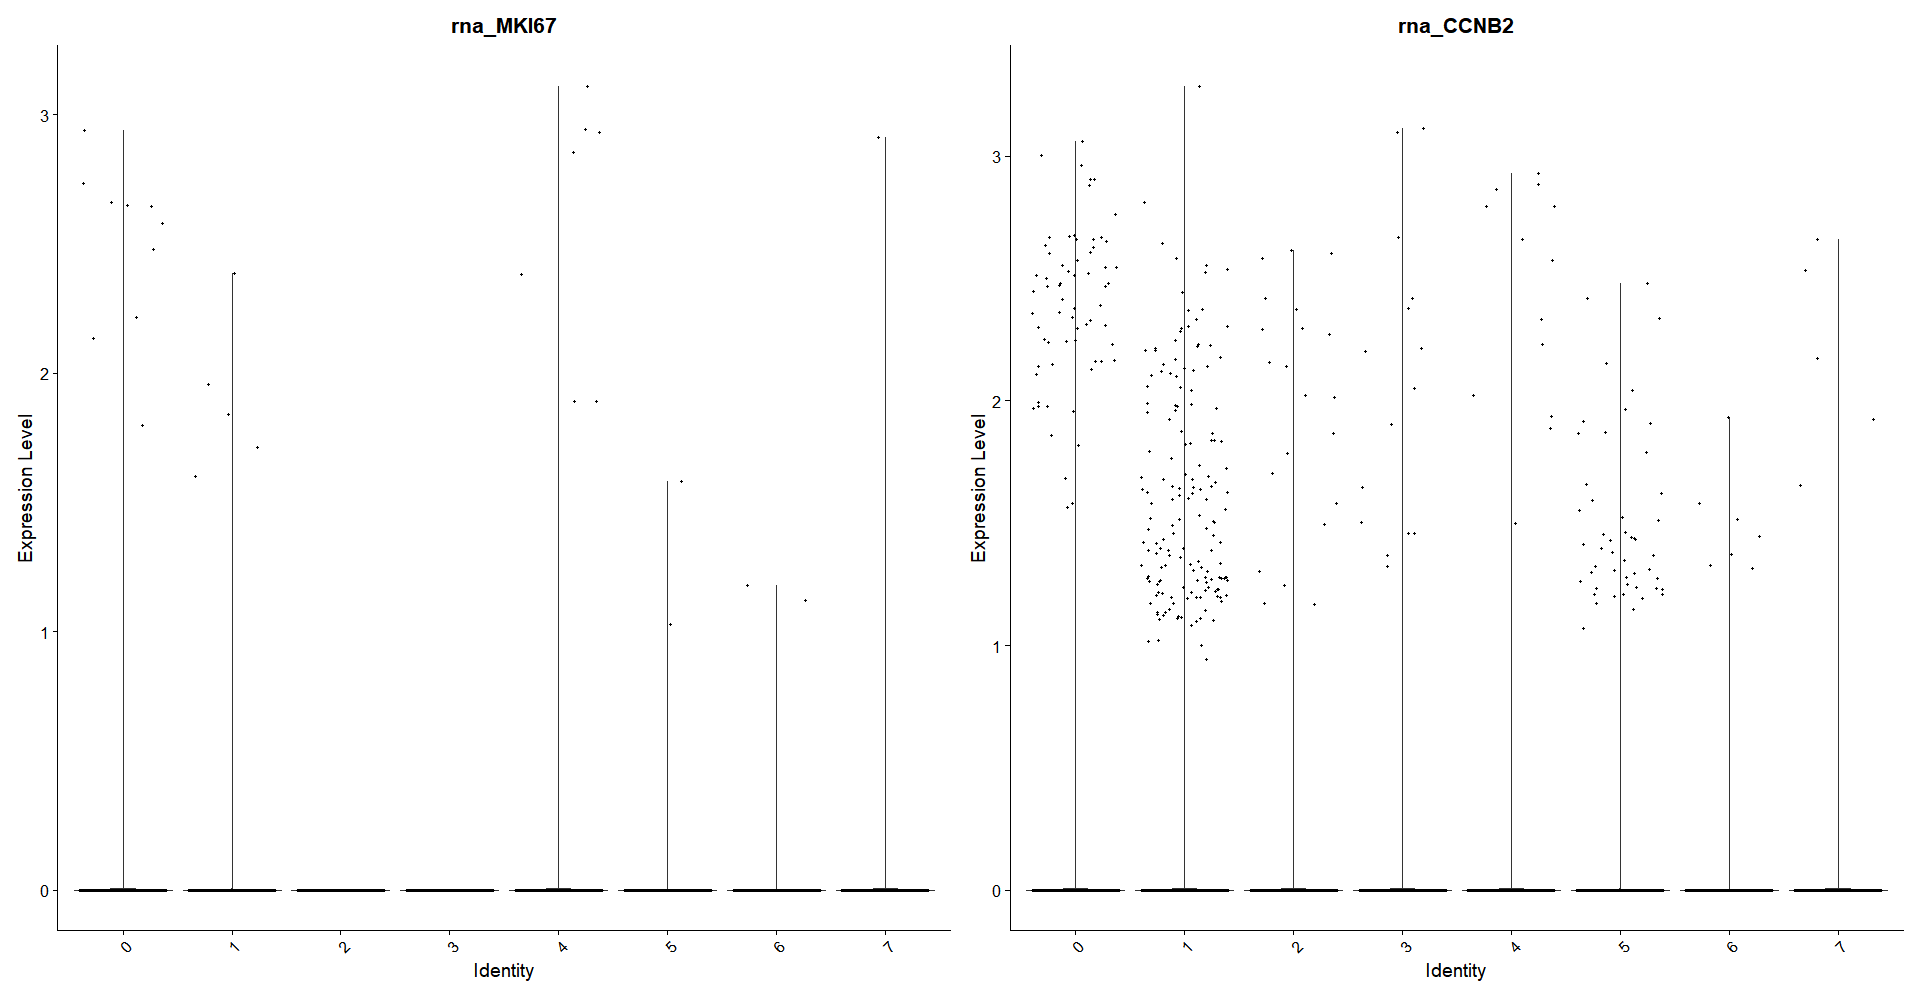 rna_MKI67
Expression Level
3
2
1
0
0 1 2 3 4 5 6 7
Identity
rna_CCNB2
Expression Level
3
2
1
0
0 1 2 3 4 5 6 7
Identity